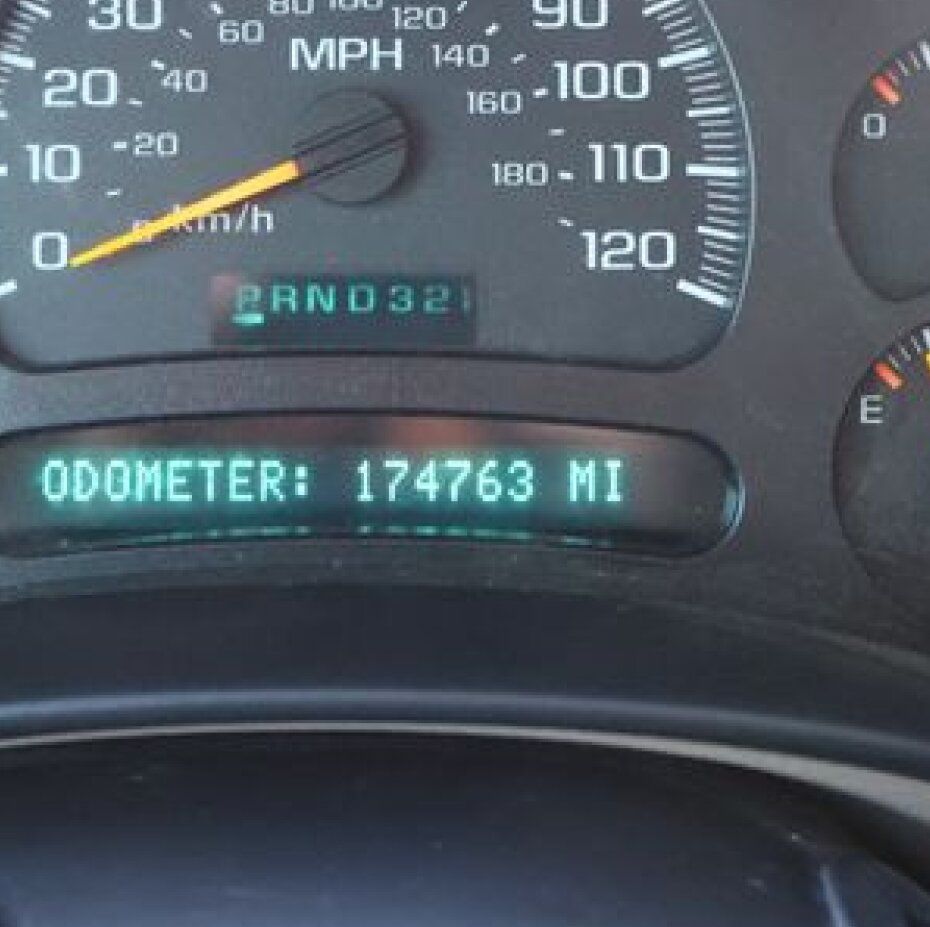 80 100 120
30 60 90
MPH 140
20 40 160 100
10 20 180 110
0 km/h 120
PRND321
ODOMETER: 174763 MI
0
E